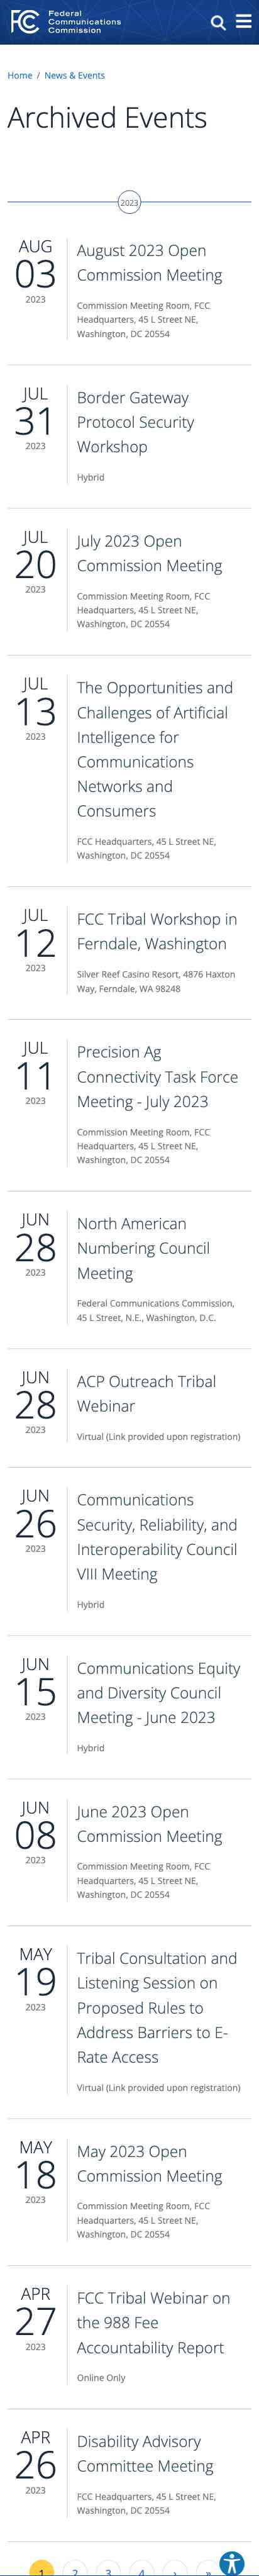 Federal
Communications
Commission
Home / News & Events
Archived Events
2023
AUG
03
2023
August 2023 Open
Commission Meeting
Commission Meeting Room, FCC
Headquarters, 45 L Street NE,
Washington, DC 20554
JUL
31
2023
Border Gateway
Protocol Security
Workshop
Hybrid
JUL
20
2023
July 2023 Open
Commission Meeting
Commission Meeting Room, FCC
Headquarters, 45 L Street NE,
Washington, DC 20554
JUL
13
2023
The Opportunities and
Challenges of Artificial
Intelligence for
Communications
Networks and
Consumers
FCC Headquarters, 45 L Street NE,
Washington, DC 20554
JUL
12
2023
FCC Tribal Workshop in
Ferndale, Washington
Silver Reef Casino Resort, 4876 Haxton
Way, Ferndale, WA 98248
JUL
11
2023
Precision Ag
Connectivity Task Force
Meeting - July 2023
Commission Meeting Room, FCC
Headquarters, 45 L Street NE,
Washington, DC 20554
JUN
28
2023
North American
Numbering Council
Meeting
Federal Communications Commission,
45 L Street, N.E., Washington, D.C.
JUN
28
2023
ACP Outreach Tribal
Webinar
Virtual (Link provided upon registration)
JUN
26
2023
Communications
Security, Reliability, and
Interoperability Council
VIII Meeting
Hybrid
JUN
15
2023
Communications Equity
and Diversity Council
Meeting - June 2023
Hybrid
JUN
08
2023
June 2023 Open
Commission Meeting
Commission Meeting Room, FCC
Headquarters, 45 L Street NE,
Washington, DC 20554
MAY
19
2023
Tribal Consultation and
Listening Session on
Proposed Rules to
Address Barriers to E-
Rate Access
Virtual (Link provided upon registration)
MAY
18
2023
May 2023 Open
Commission Meeting
Commission Meeting Room, FCC
Headquarters, 45 L Street NE,
Washington, DC 20554
APR
27
2023
FCC Tribal Webinar on
the 988 Fee
Accountability Report
Online Only
APR
26
2023
Disability Advisory
Committee Meeting
FCC Headquarters, 45 L Street NE,
Washington, DC 20554
1 2 3 4 › »